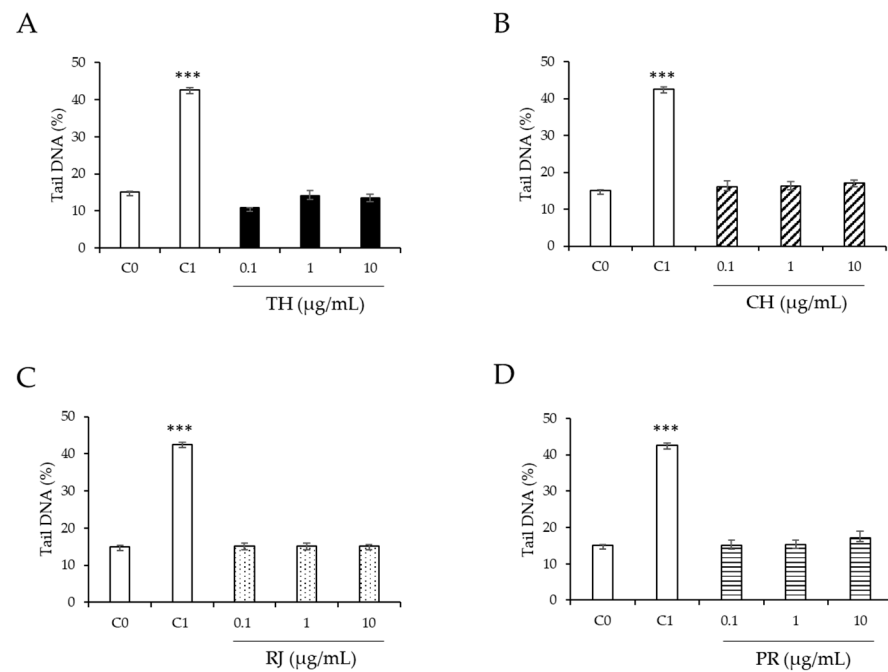 A
Tail DNA (%)
50
40
30
20
10
0
***
C0 C1 0.1 1 10
TH (µg/mL)
B
Tail DNA (%)
50
40
30
20
10
0
***
C0 C1 0.1 1 10
CH (µg/mL)
C
Tail DNA (%)
50
40
30
20
10
0
***
C0 C1 0.1 1 10
RJ (µg/mL)
D
Tail DNA (%)
50
40
30
20
10
0
***
C0 C1 0.1 1 10
PR (µg/mL)